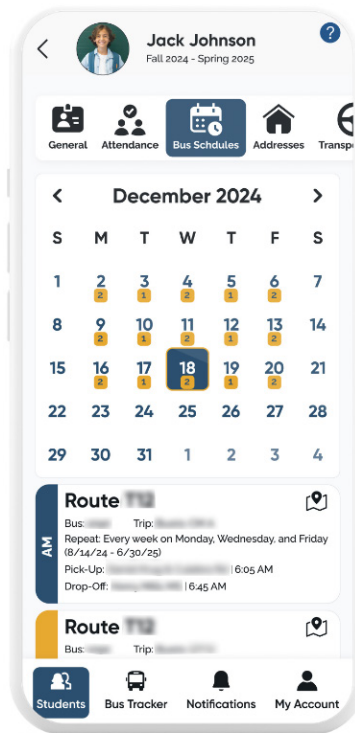 Jack Johnson
?
Fall 2024 - Spring 2025
General Attendance Bus Schdules Addresses Transp
December 2024
S M T W T F S
1 2 3 4 5 6 7
2 1 2 1 2
8 9 10 11 12 13 14
2 1 2 1 2
15 16 17 18 19 20 21
2 1 2 1 2
22 23 24 25 26 27 28
29 30 31 1 2 3 4
AM
Route
Bus: Trip:
Repeat: Every week on Monday, Wednesday, and Friday
(8/14/24 - 6/30/25)
Pick-Up: | 6:05 AM
Drop-Off: | 6:45 AM
Route
Bus: Trip:
Students Bus Tracker Notifications My Account